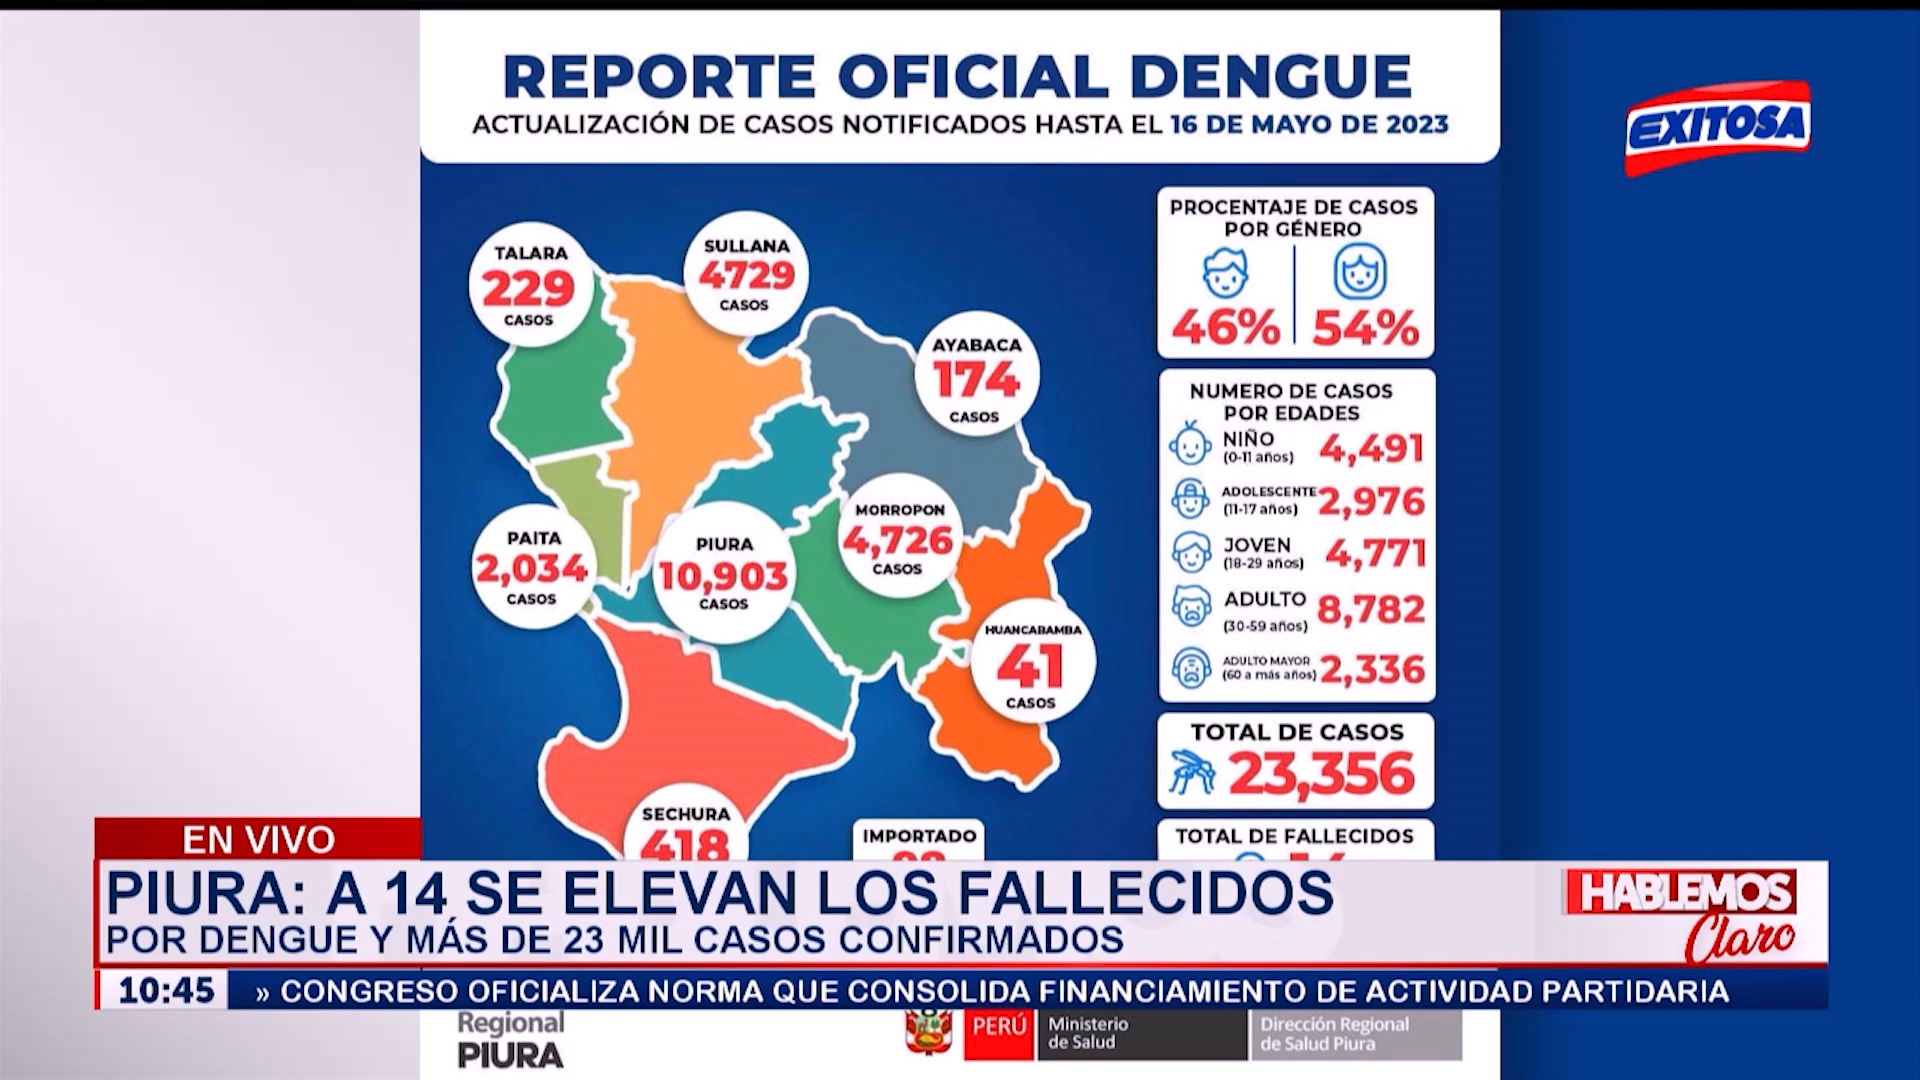 REPORTE OFICIAL DENGUE
ACTUALIZACIÓN DE CASOS NOTIFICADOS HASTA EL 16 DE MAYO DE 2023
EXITOSA
TALARA
229
CASOS
SULLANA
4729
CASOS
AYABACA
174
CASOS
PAITA
2,034
CASOS
PIURA
10,903
CASOS
MORROPON
4,726
CASOS
HUANCABAMBA
41
CASOS
SECHURA
418
IMPORTADO
PROCENTAJE DE CASOS
POR GÉNERO
46% 54%
NUMERO DE CASOS
POR EDADES
NIÑO
(0-11 años)
4,491
ADOLESCENTE
(11-17 años)
2,976
JOVEN
(18-29 años)
4,771
ADULTO
(30-59 años)
8,782
ADULTO MAYOR
(60 a más años)
2,336
TOTAL DE CASOS
23,356
TOTAL DE FALLECIDOS
EN VIVO
PIURA: A 14 SE ELEVAN LOS FALLECIDOS
POR DENGUE Y MÁS DE 23 MIL CASOS CONFIRMADOS
HABLEMOS
Claro
10:45 » CONGRESO OFICIALIZA NORMA QUE CONSOLIDA FINANCIAMIENTO DE ACTIVIDAD PARTIDARIA
Regional
PIURA
PERÚ
Ministerio
de Salud
Dirección Regional
de Salud Piura